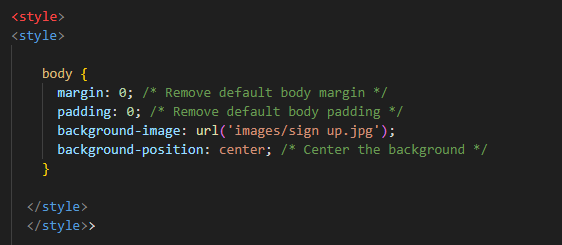 <style>
<style>
body {
margin: 0; /* Remove default body margin */
padding: 0; /* Remove default body padding */
background-image: url('images/sign up.jpg');
background-position: center; /* Center the background */
}
</style>
</style>>